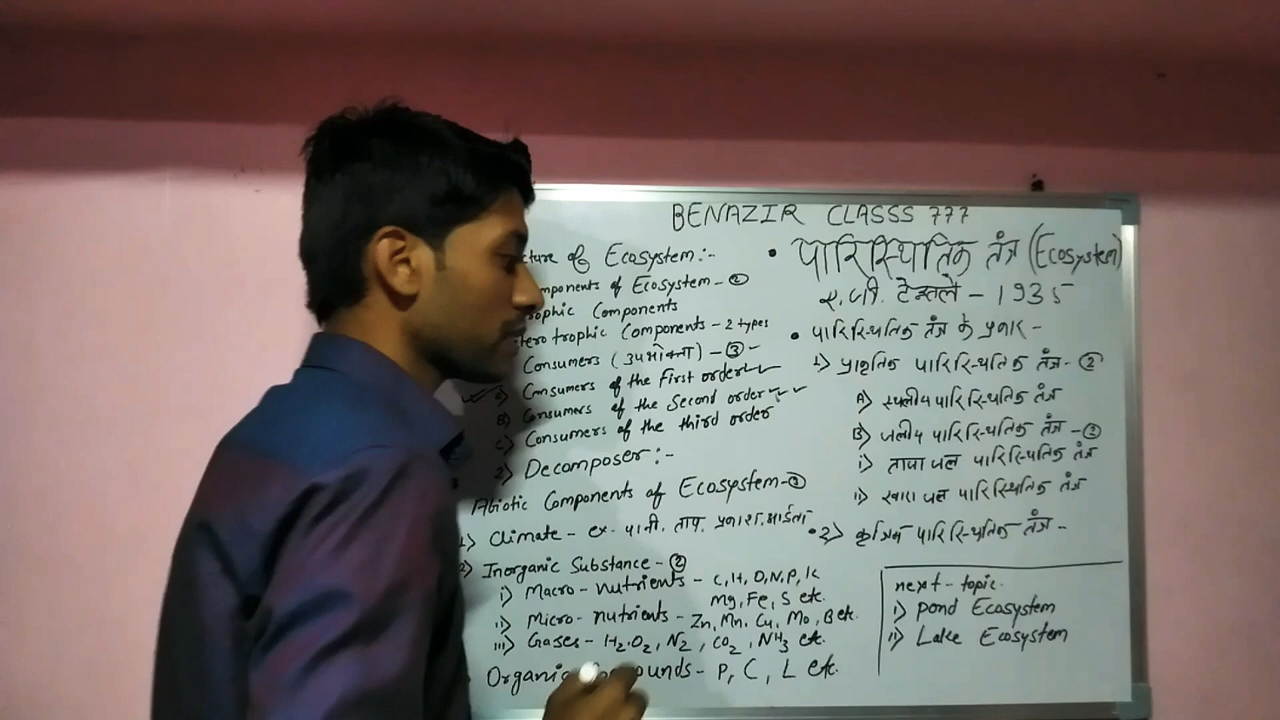 BENAZIR CLASSS 777
cture of Ecosystem:-
mponents of Ecosystem - ②
rophic Components
tero trophic Components - 2 types
Consumers (उपभोक्ता) - ③ -
A) Consumers of the First order
B) Consumers of the Second order
C) Consumers of the third order
2) Decomposer:-
Abiotic Components of Ecosystem - ③
1) Climate - ex- पानी, ताप, प्रकाश, आर्द्रता
2) Inorganic Substance - ②
i) Macro-nutrients - C, H, O, N, P, K
Mg, Fe, S etc.
ii) Micro-nutrients - Zn, Mn, Cu, Mo, B etc.
iii) Gases - H2O2, N2, CO2, NH3 etc.
Organic ounds - P, C, L etc.
• पारिस्थितिक तंत्र (Ecosystem)
ए. जी. टेन्सले - 1935
• पारिस्थितिक तंत्र के प्रकार -
1) प्राकृतिक पारिस्थितिक तंत्र - ②
A) स्थलीय पारिस्थितिक तंत्र
B) जलीय पारिस्थितिक तंत्र - ②
i) ताजा जल पारिस्थितिक तंत्र
ii) खारा जल पारिस्थितिक तंत्र
• 2) कृत्रिम पारिस्थितिक तंत्र -
next-topic.
i) Pond Ecosystem
ii) Lake Ecosystem